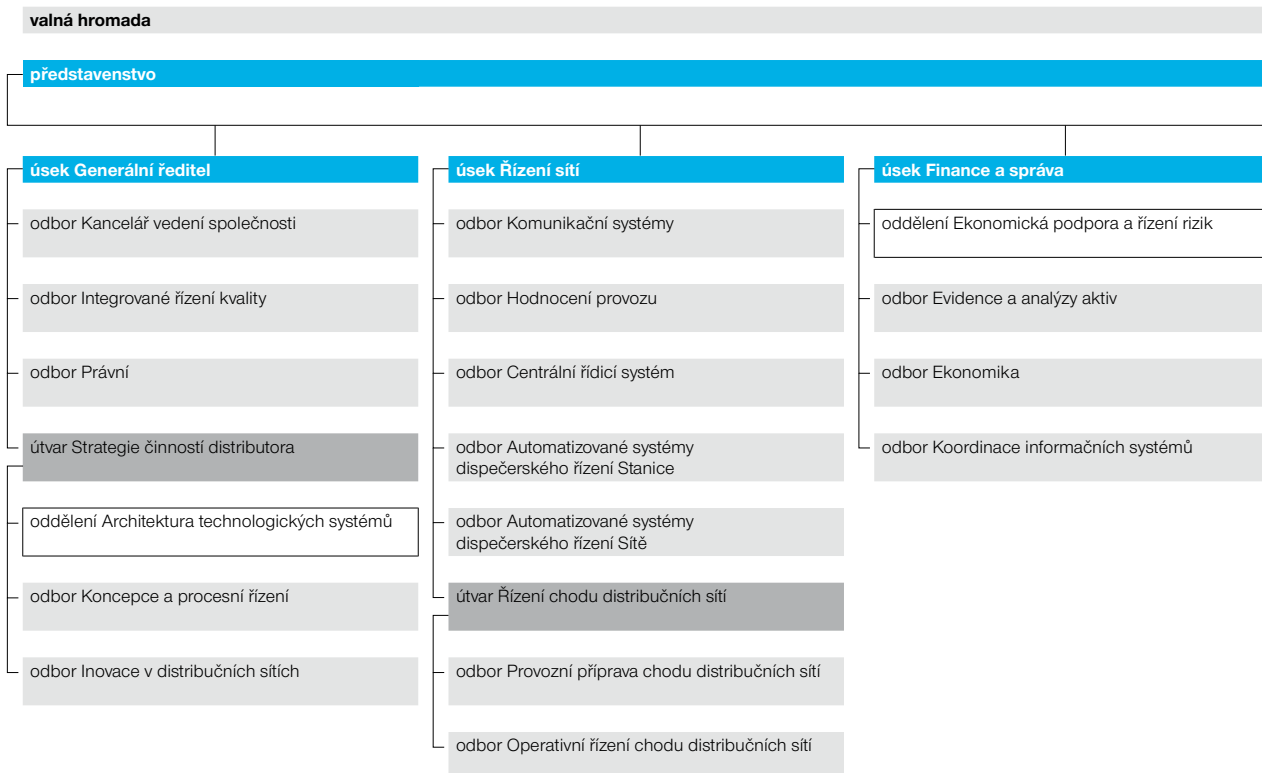 valná hromada
představenstvo
úsek Generální ředitel
odbor Kancelář vedení společnosti
odbor Integrované řízení kvality
odbor Právní
útvar Strategie činností distributora
oddělení Architektura technologických systémů
odbor Koncepce a procesní řízení
odbor Inovace v distribučních sítích
úsek Řízení sítí
odbor Komunikační systémy
odbor Hodnocení provozu
odbor Centrální řídicí systém
odbor Automatizované systémy
dispečerského řízení Stanice
odbor Automatizované systémy
dispečerského řízení Sítě
útvar Řízení chodu distribučních sítí
odbor Provozní příprava chodu distribučních sítí
odbor Operativní řízení chodu distribučních sítí
úsek Finance a správa
oddělení Ekonomická podpora a řízení rizik
odbor Evidence a analýzy aktiv
odbor Ekonomika
odbor Koordinace informačních systémů